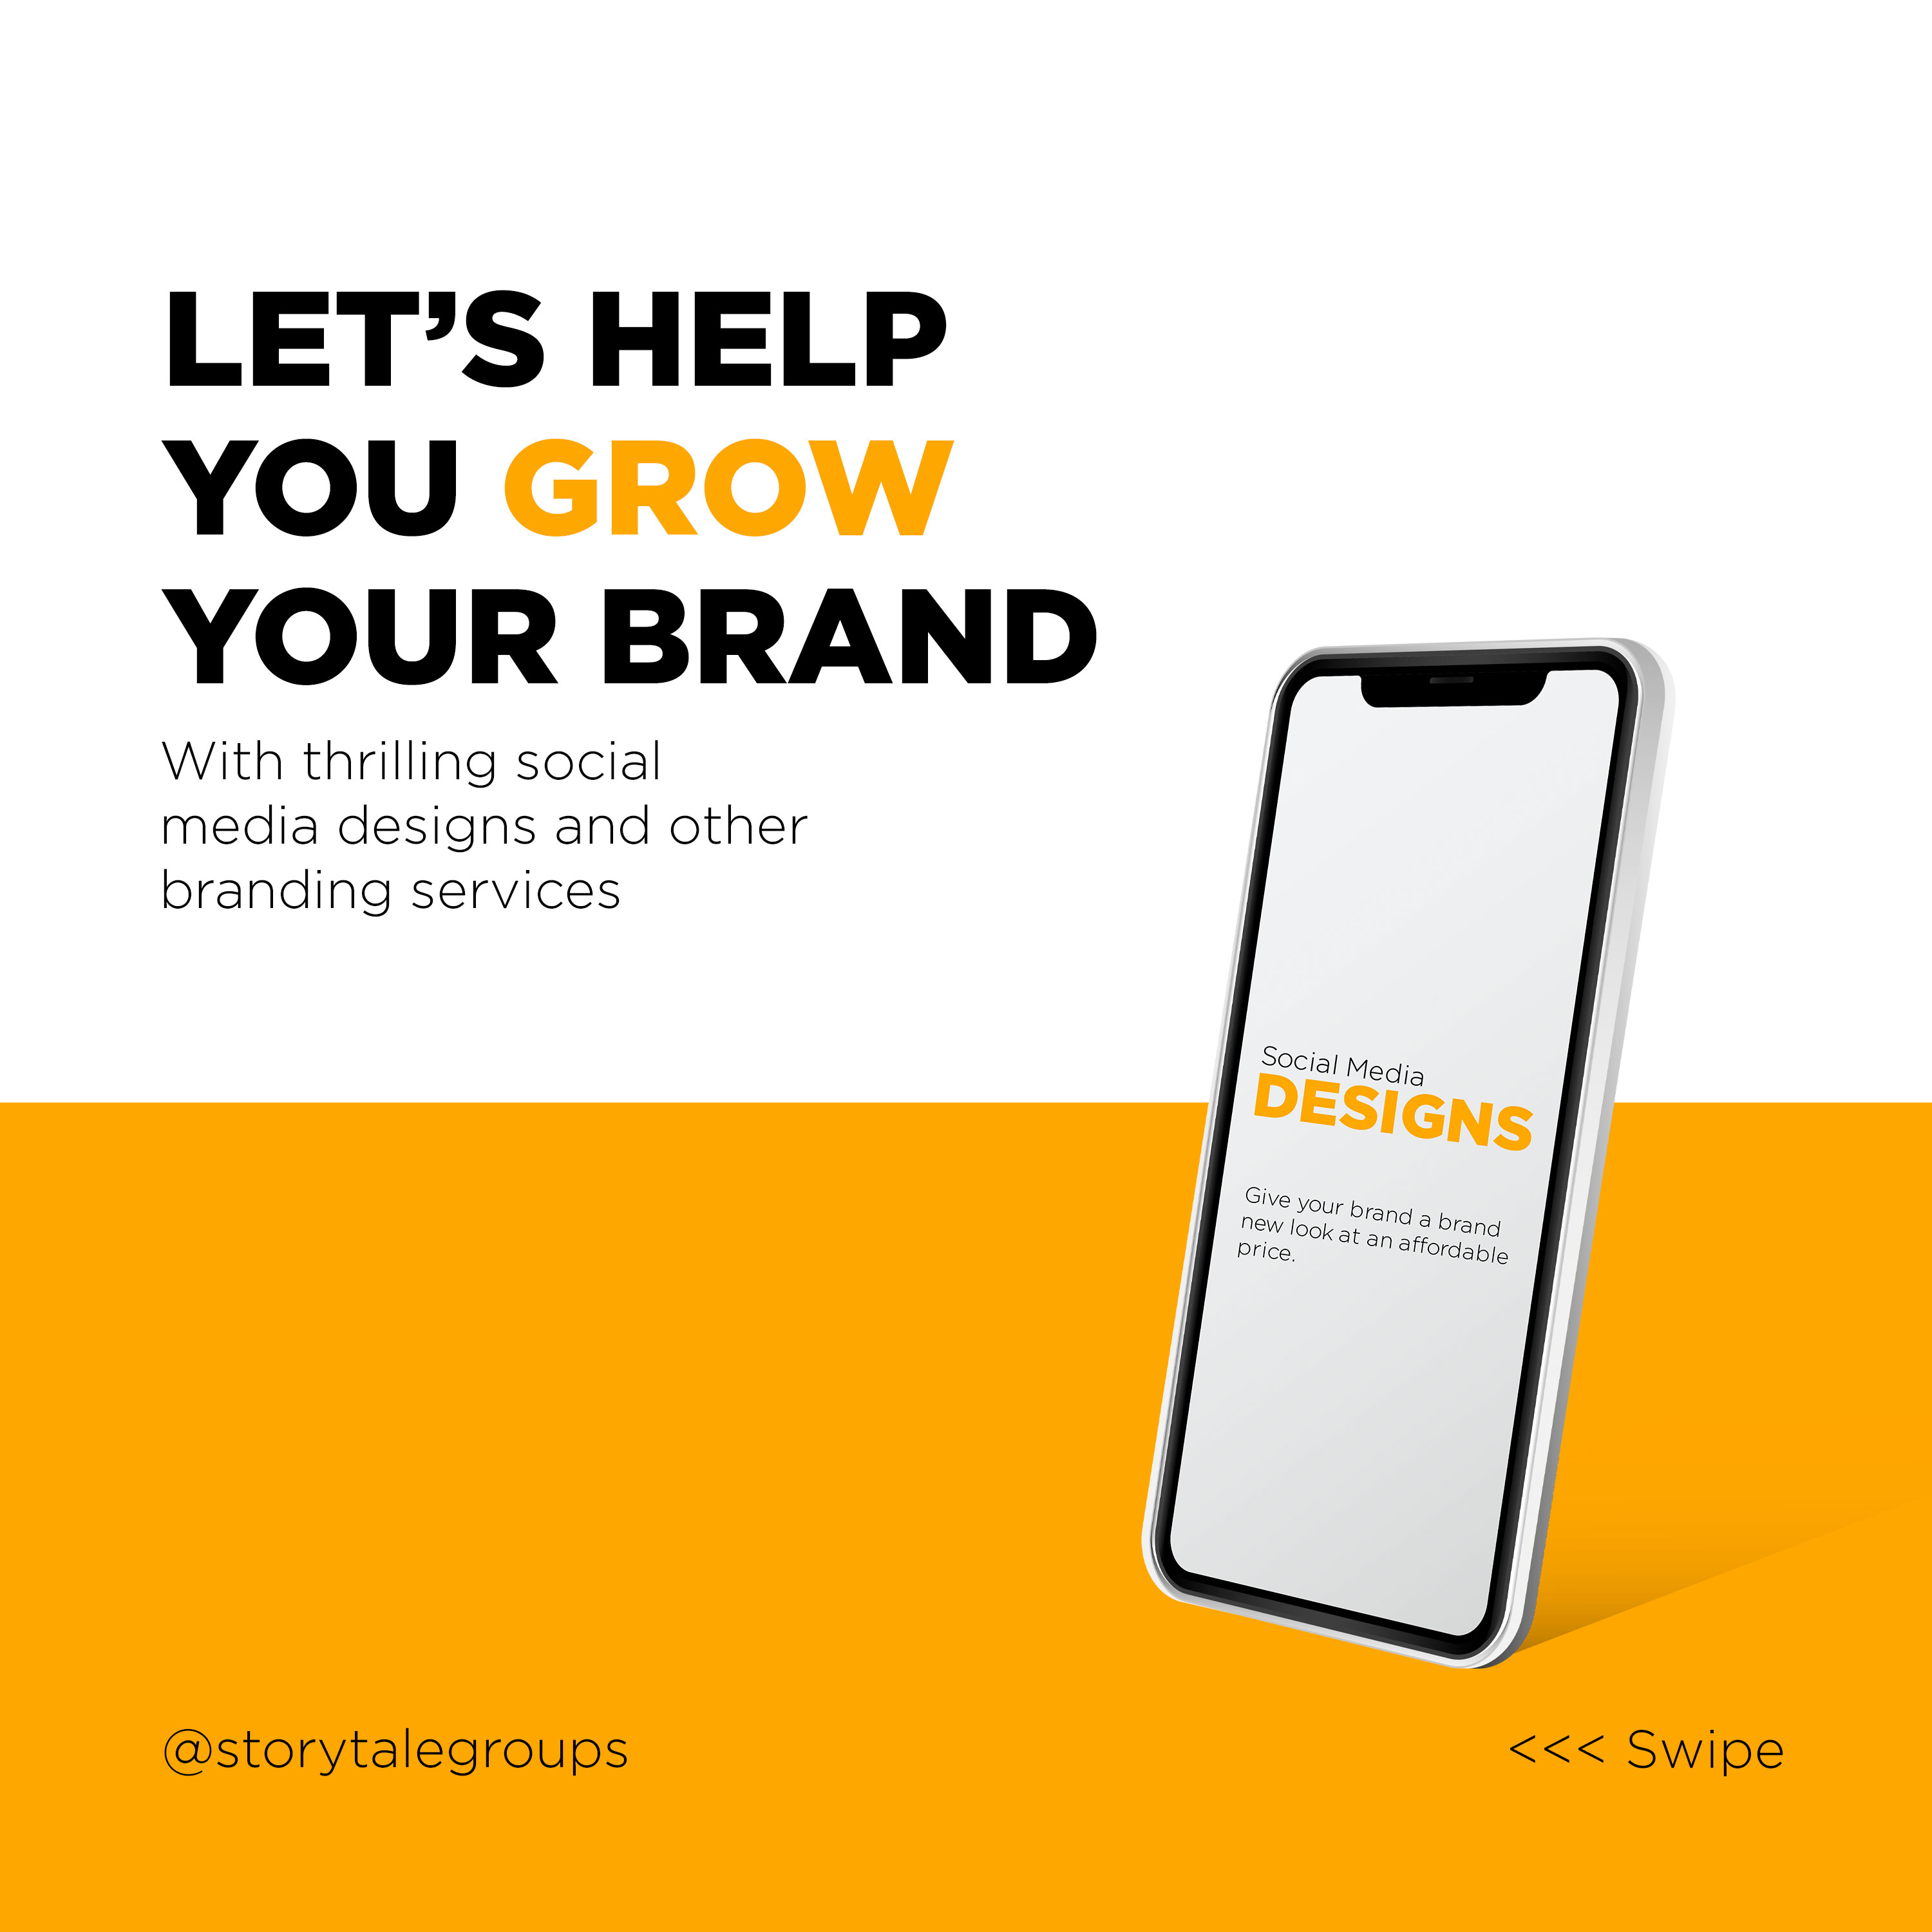 LET’S HELP
YOU GROW
YOUR BRAND
With thrilling social
media designs and other
branding services
Social Media
DESIGNS
Give your brand a brand
new look at an affordable
price.
@storytalegroups
<<< Swipe